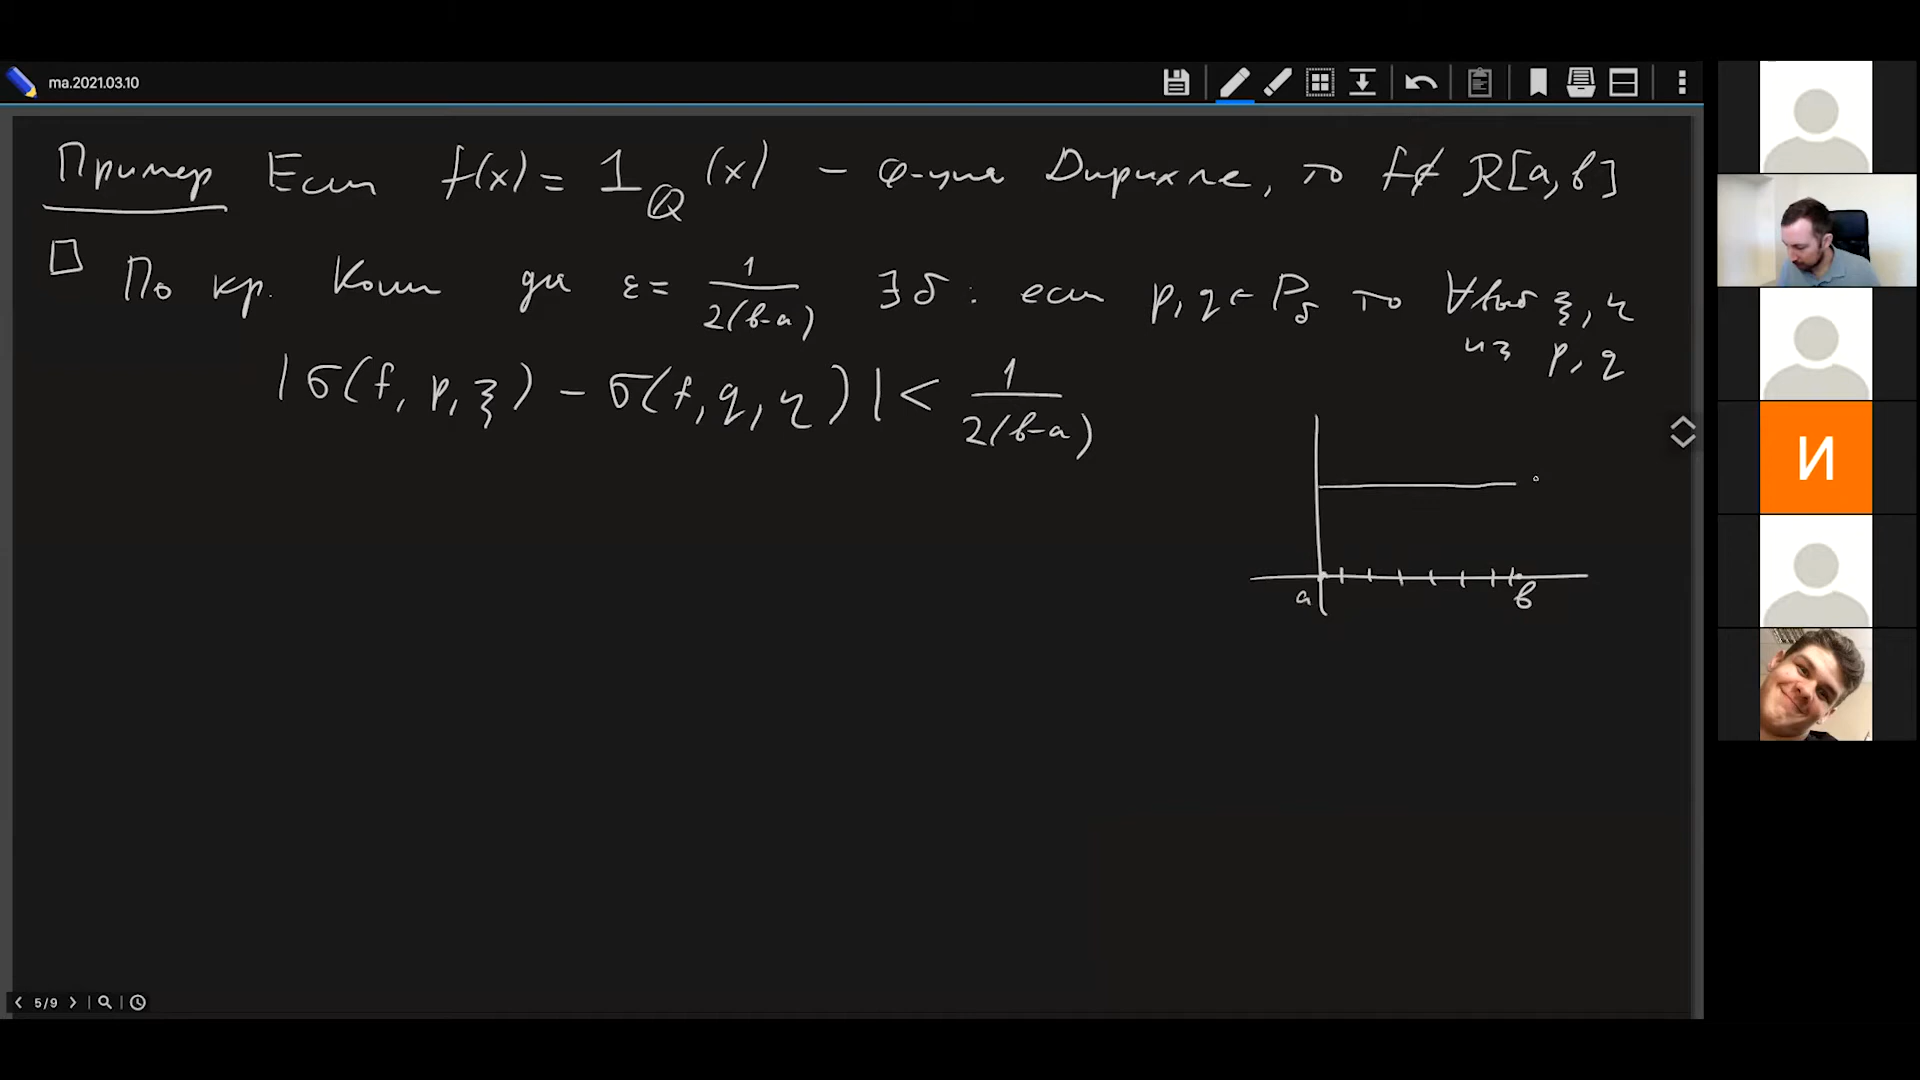 ma.2021.03.10
Пример Если f(x) = 1_Q (x) – ф-ция Дирихле, то f ∉ R[a, b]
□ По кр. Коши для ε = 1/2(b-a) ∃ δ : если p, q ∈ P_δ то ∀ выб ξ, η
из p, q
|σ(f, p, ξ) – σ(f, q, η)| < 1/2(b-a)
a b
И
5/9